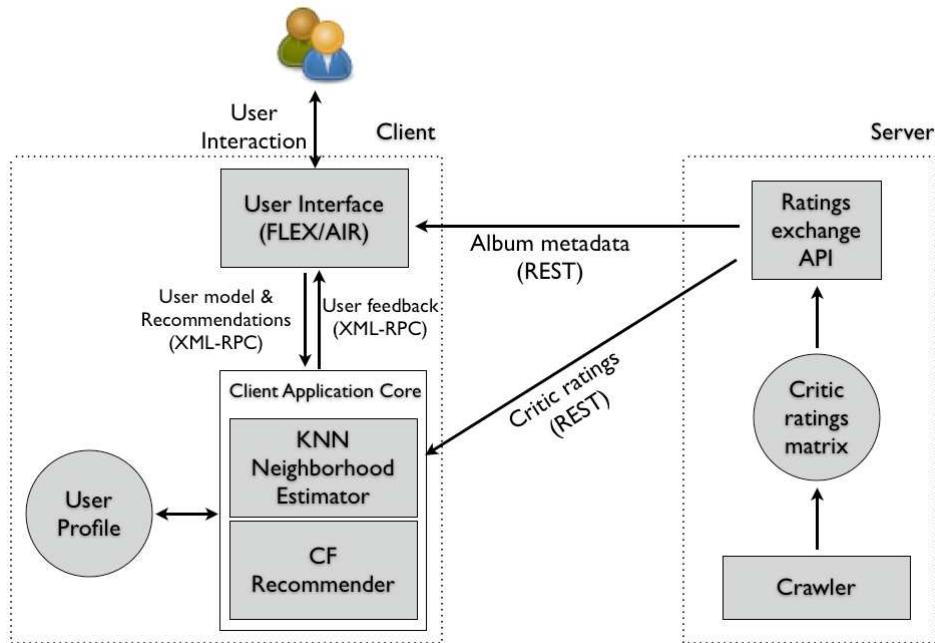 User
Interaction
Client
Server
User Interface
(FLEX/AIR)
Ratings
exchange
API
Album metadata
(REST)
User model &
Recommendations
(XML-RPC)
User feedback
(XML-RPC)
Critic ratings
(REST)
Client Application Core
KNN
Neighborhood
Estimator
CF
Recommender
User
Profile
Critic
ratings
matrix
Crawler